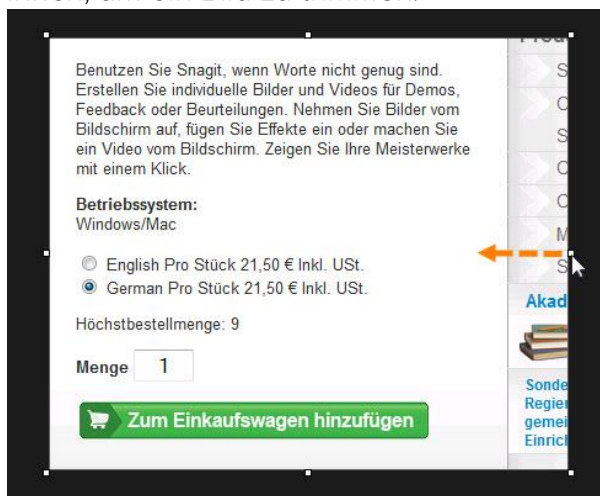 Benutzen Sie Snagit, wenn Worte nicht genug sind.
Erstellen Sie individuelle Bilder und Videos für Demos,
Feedback oder Beurteilungen. Nehmen Sie Bilder vom
Bildschirm auf, fügen Sie Effekte ein oder machen Sie
ein Video vom Bildschirm. Zeigen Sie Ihre Meisterwerke
mit einem Klick.
Betriebssystem:
Windows/Mac
English Pro Stück 21,50 € Inkl. USt.
German Pro Stück 21,50 € Inkl. USt.
Höchstbestellmenge: 9
Menge 1
Zum Einkaufswagen hinzufügen
S
C
S
C
C
M
S
Akad
Sonde
Regier
gemei
Einricl